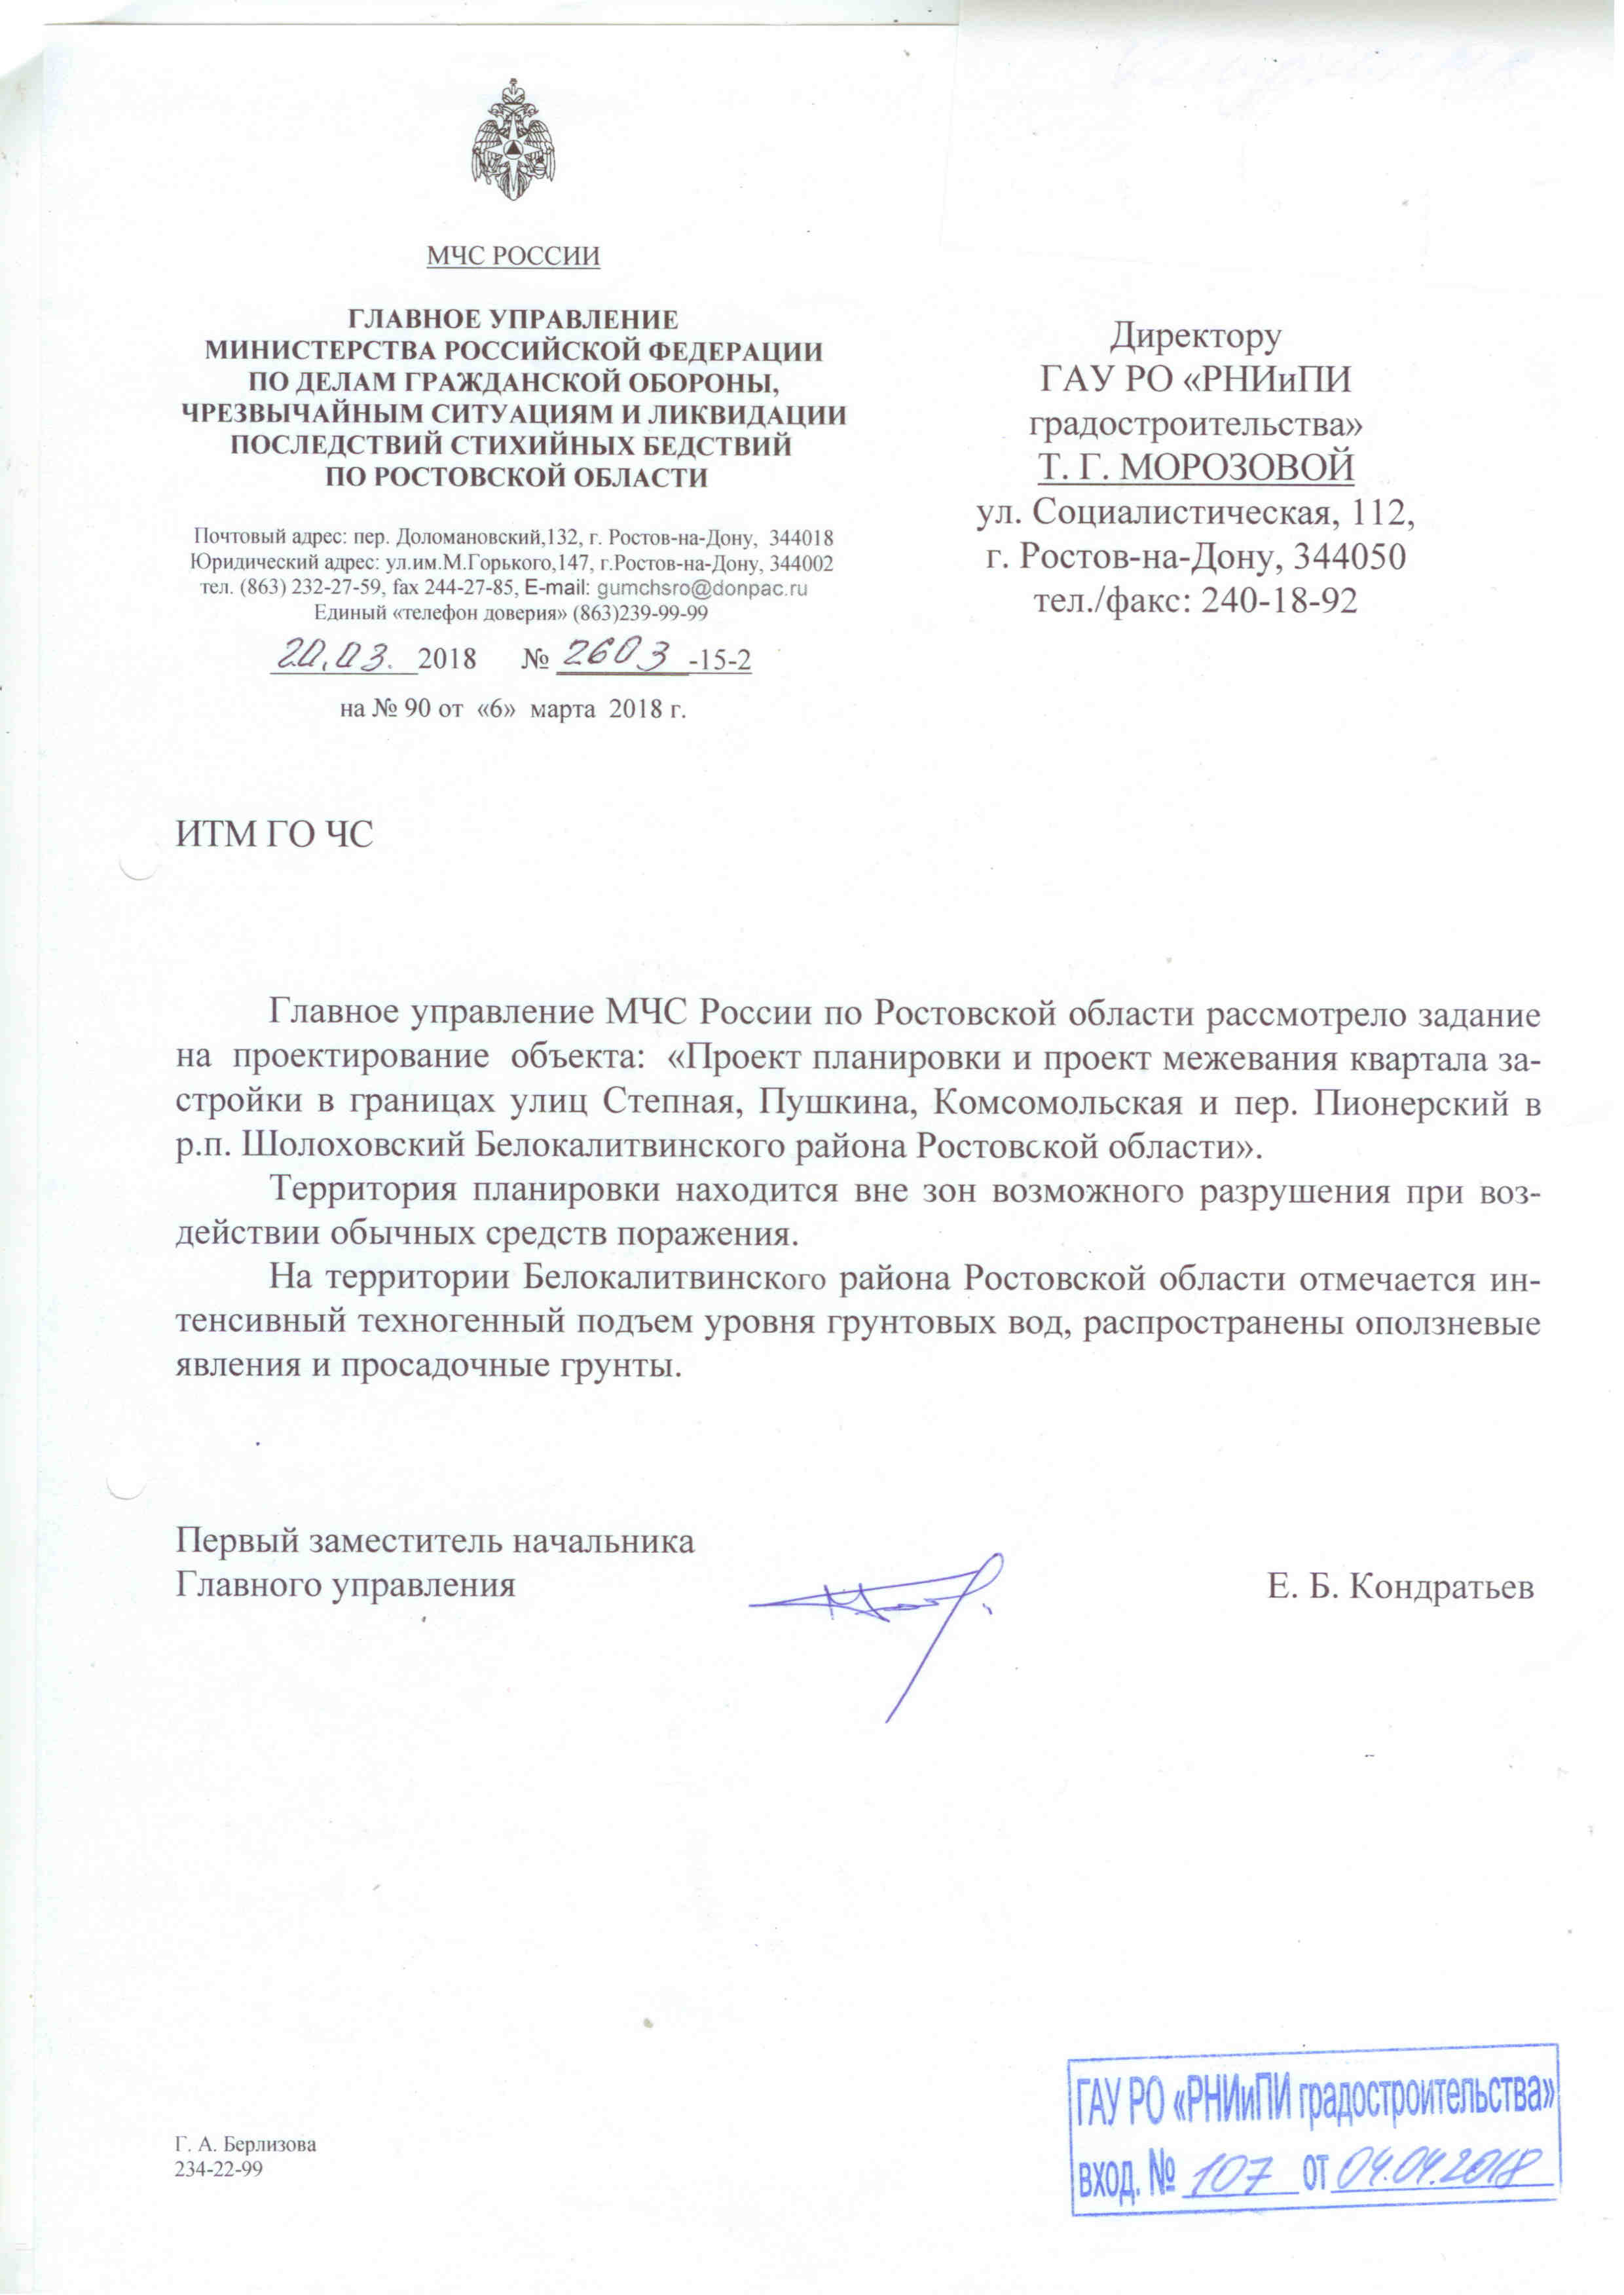 МЧС РОССИИ
ГЛАВНОЕ УПРАВЛЕНИЕ
МИНИСТЕРСТВА РОССИЙСКОЙ ФЕДЕРАЦИИ
ПО ДЕЛАМ ГРАЖДАНСКОЙ ОБОРОНЫ,
ЧРЕЗВЫЧАЙНЫМ СИТУАЦИЯМ И ЛИКВИДАЦИИ
ПОСЛЕДСТВИЙ СТИХИЙНЫХ БЕДСТВИЙ
ПО РОСТОВСКОЙ ОБЛАСТИ
Почтовый адрес: пер. Доломановский,132, г. Ростов-на-Дону, 344018
Юридический адрес: ул.им.М.Горького,147, г.Ростов-на-Дону, 344002
тел. (863) 232-27-59, fax 244-27-85, E-mail: gumchsro@donpac.ru
Единый «телефон доверия» (863)239-99-99
20.03. 2018 № 2603 -15-2
на № 90 от «6» марта 2018 г.
Директору
ГАУ РО «РНИиПИ
градостроительства»
Т. Г. МОРОЗОВОЙ
ул. Социалистическая, 112,
г. Ростов-на-Дону, 344050
тел./факс: 240-18-92
ИТМ ГО ЧС
Главное управление МЧС России по Ростовской области рассмотрело задание
на проектирование объекта: «Проект планировки и проект межевания квартала за-
стройки в границах улиц Степная, Пушкина, Комсомольская и пер. Пионерский в
р.п. Шолоховский Белокалитвинского района Ростовской области».
Территория планировки находится вне зон возможного разрушения при воз-
действии обычных средств поражения.
На территории Белокалитвинского района Ростовской области отмечается ин-
тенсивный техногенный подъем уровня грунтовых вод, распространены оползневые
явления и просадочные грунты.
Первый заместитель начальника
Главного управления
Е. Б. Кондратьев
Г. А. Берлизова
234-22-99
ГАУ РО «РНИиПИ градостроительства»
вход. № 107 от 04.04.2018